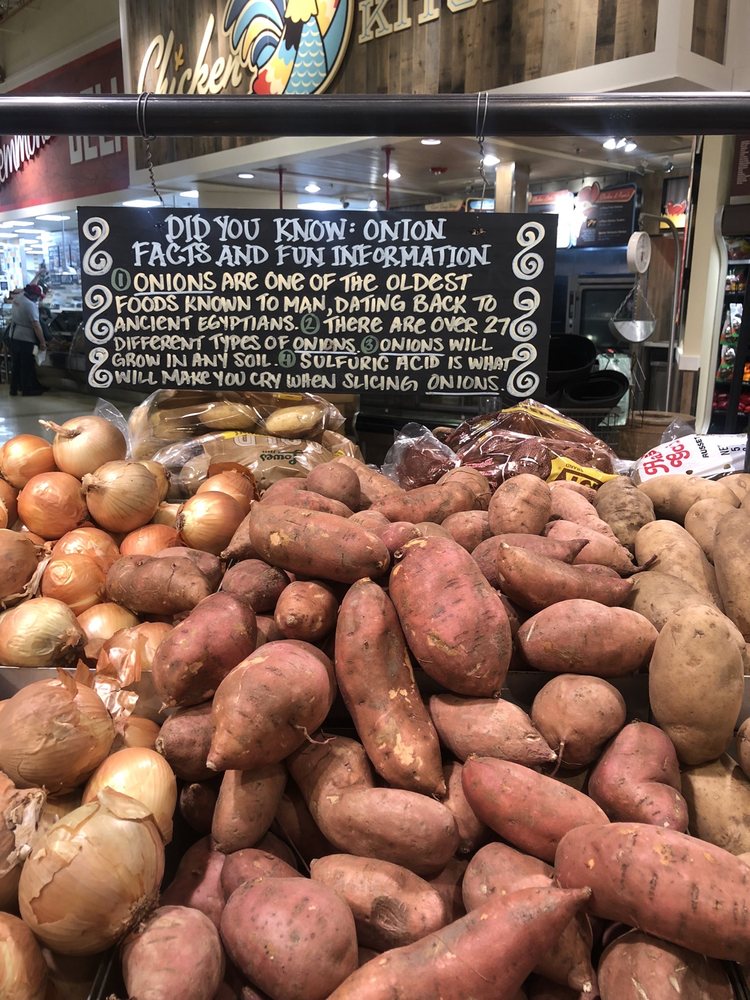 Chicken
KITCHEN
DELI
DID YOU KNOW: ONION
FACTS AND FUN INFORMATION
① ONIONS ARE ONE OF THE OLDEST
FOODS KNOWN TO MAN, DATING BACK TO
ANCIENT EGYPTIANS. ② THERE ARE OVER 27
DIFFERENT TYPES OF ONIONS. ③ ONIONS WILL
GROW IN ANY SOIL. ④ SULFURIC ACID IS WHAT
WILL MAKE YOU CRY WHEN SLICING ONIONS.